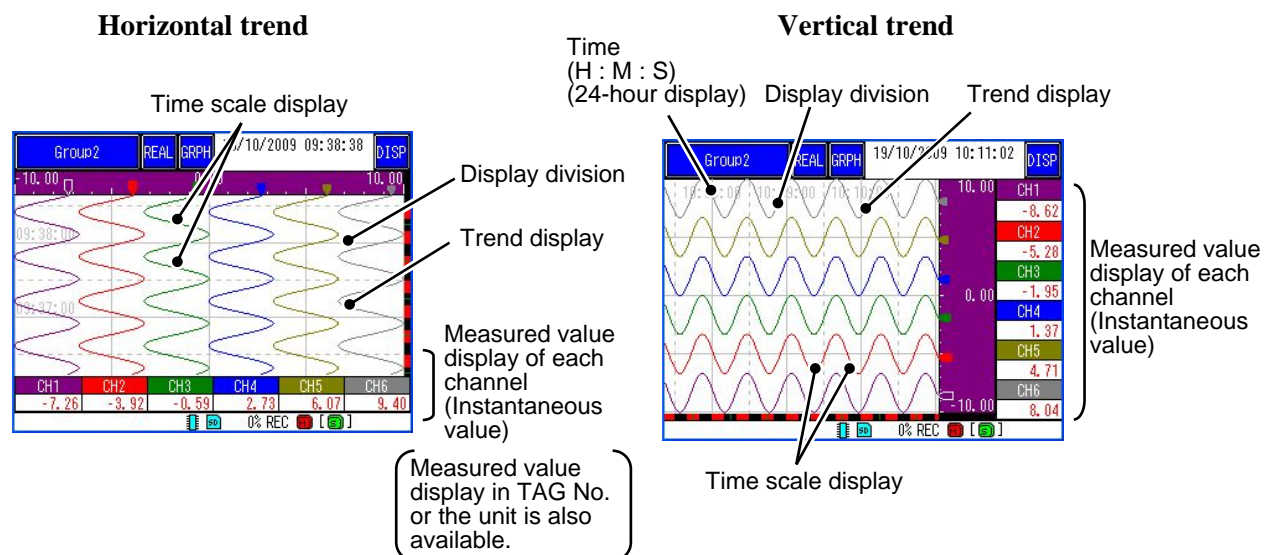 Horizontal trend
Time scale display
Group2 REAL GRPH /10/2009 09:38:38 DISP
-10.00 10.00
09:38:00
09:37:00
CH1 CH2 CH3 CH4 CH5 CH6
-7.26 -3.92 -0.59 2.73 6.07 9.40
SD 0% REC [ S ]
Display division
Trend display
Measured value
display of each
channel
(Instantaneous
value)
Measured value
display in TAG No.
or the unit is also
available.
Vertical trend
Time
(H : M : S)
(24-hour display)
Display division
Trend display
Group2 REAL GRPH 19/10/2009 10:11:02 DISP
10.00
0.00
-10.00
CH1
-8.62
CH2
-5.28
CH3
-1.95
CH4
1.37
CH5
4.71
CH6
8.04
SD 0% REC [ S ]
Measured value
display of each
channel
(Instantaneous
value)
Time scale display